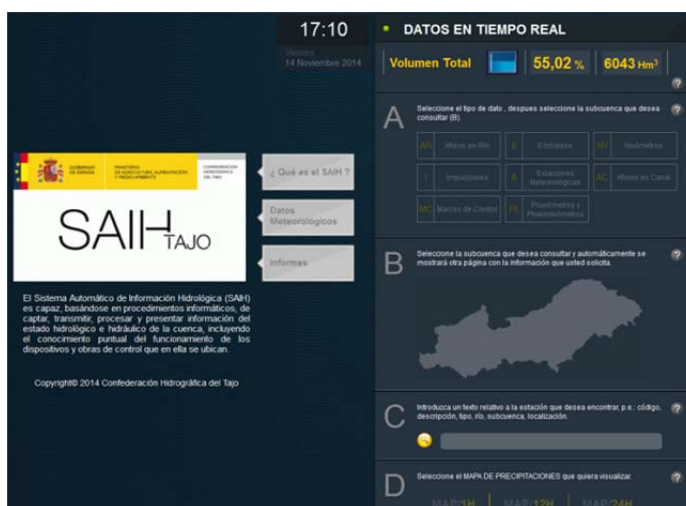 17:10
Viernes
14 Noviembre 2014
GOBIERNO
DE ESPAÑA
MINISTERIO
DE AGRICULTURA, ALIMENTACIÓN
Y MEDIO AMBIENTE
CONFEDERACIÓN
HIDROGRÁFICA
DEL TAJO
SAIH TAJO
¿ Qué es el SAIH ?
Datos
Meteorológicos
Informes
El Sistema Automático de Información Hidrológica (SAIH)
es capaz, basándose en procedimientos informáticos, de
captar, transmitir, procesar y presentar información del
estado hidrológico e hidráulico de la cuenca, incluyendo
el conocimiento puntual del funcionamiento de los
dispositivos y obras de control que en ella se ubican.
Copyright© 2014 Confederación Hidrográfica del Tajo
DATOS EN TIEMPO REAL
Volumen Total 55,02 % 6043 Hm³
?
A
Seleccione el tipo de dato , despues seleccione la subcuenca que desea
consultar (B).
?
AR Aforos en Río E Embalses NV Nivómetros
I Impulsiones A Estaciones
Meteorológicas AC Aforos en Canal
MC Marcos de Control Pluviómetros y
B
Seleccione la subcuenca que desea consultar y automáticamente se
mostrará otra página con la información que usted solicita.
?
C
Introduzca un texto relativo a la estación que desea encontrar, p.e.: código,
descripción, tipo, río, subcuenca, localización.
?
D
Seleccione el MAPA DE PRECIPITACIONES que quiera visualizar.
?
MAP/1H MAP/12H MAP/24H